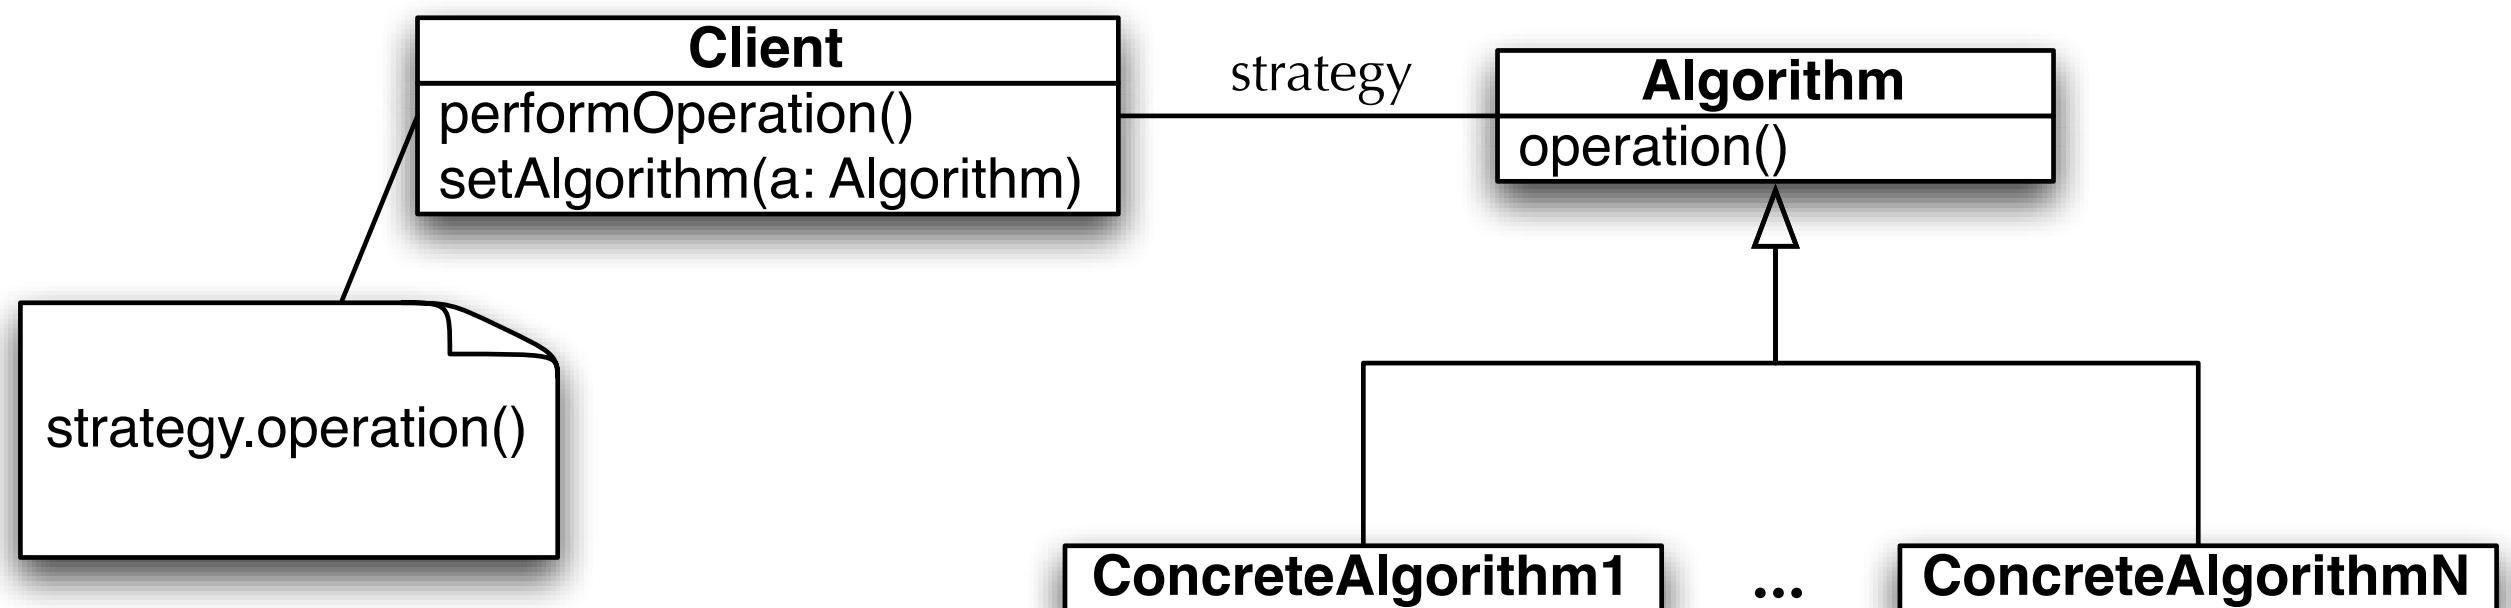 Client
performOperation()
setAlgorithm(a: Algorithm)
strategy
Algorithm
operation()
strategy.operation()
ConcreteAlgorithm1
...
ConcreteAlgorithmN